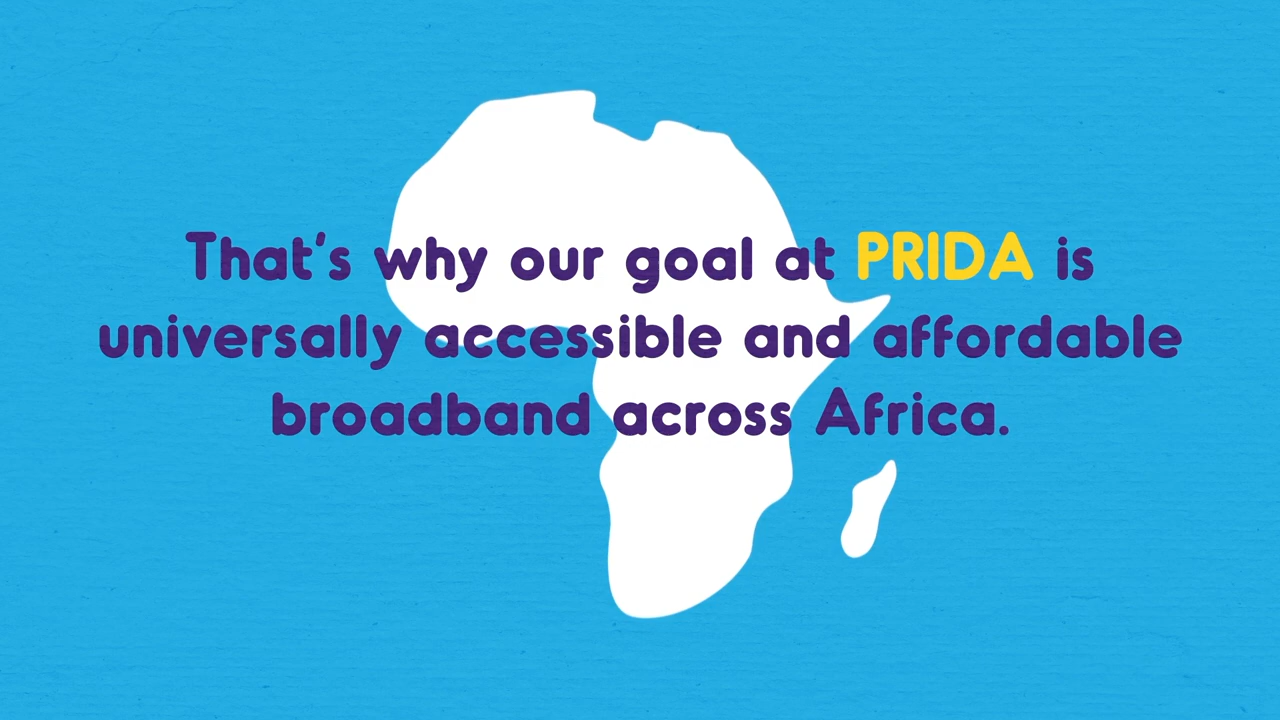 That's why our goal at PRIDA is
universally accessible and affordable
broadband across Africa.